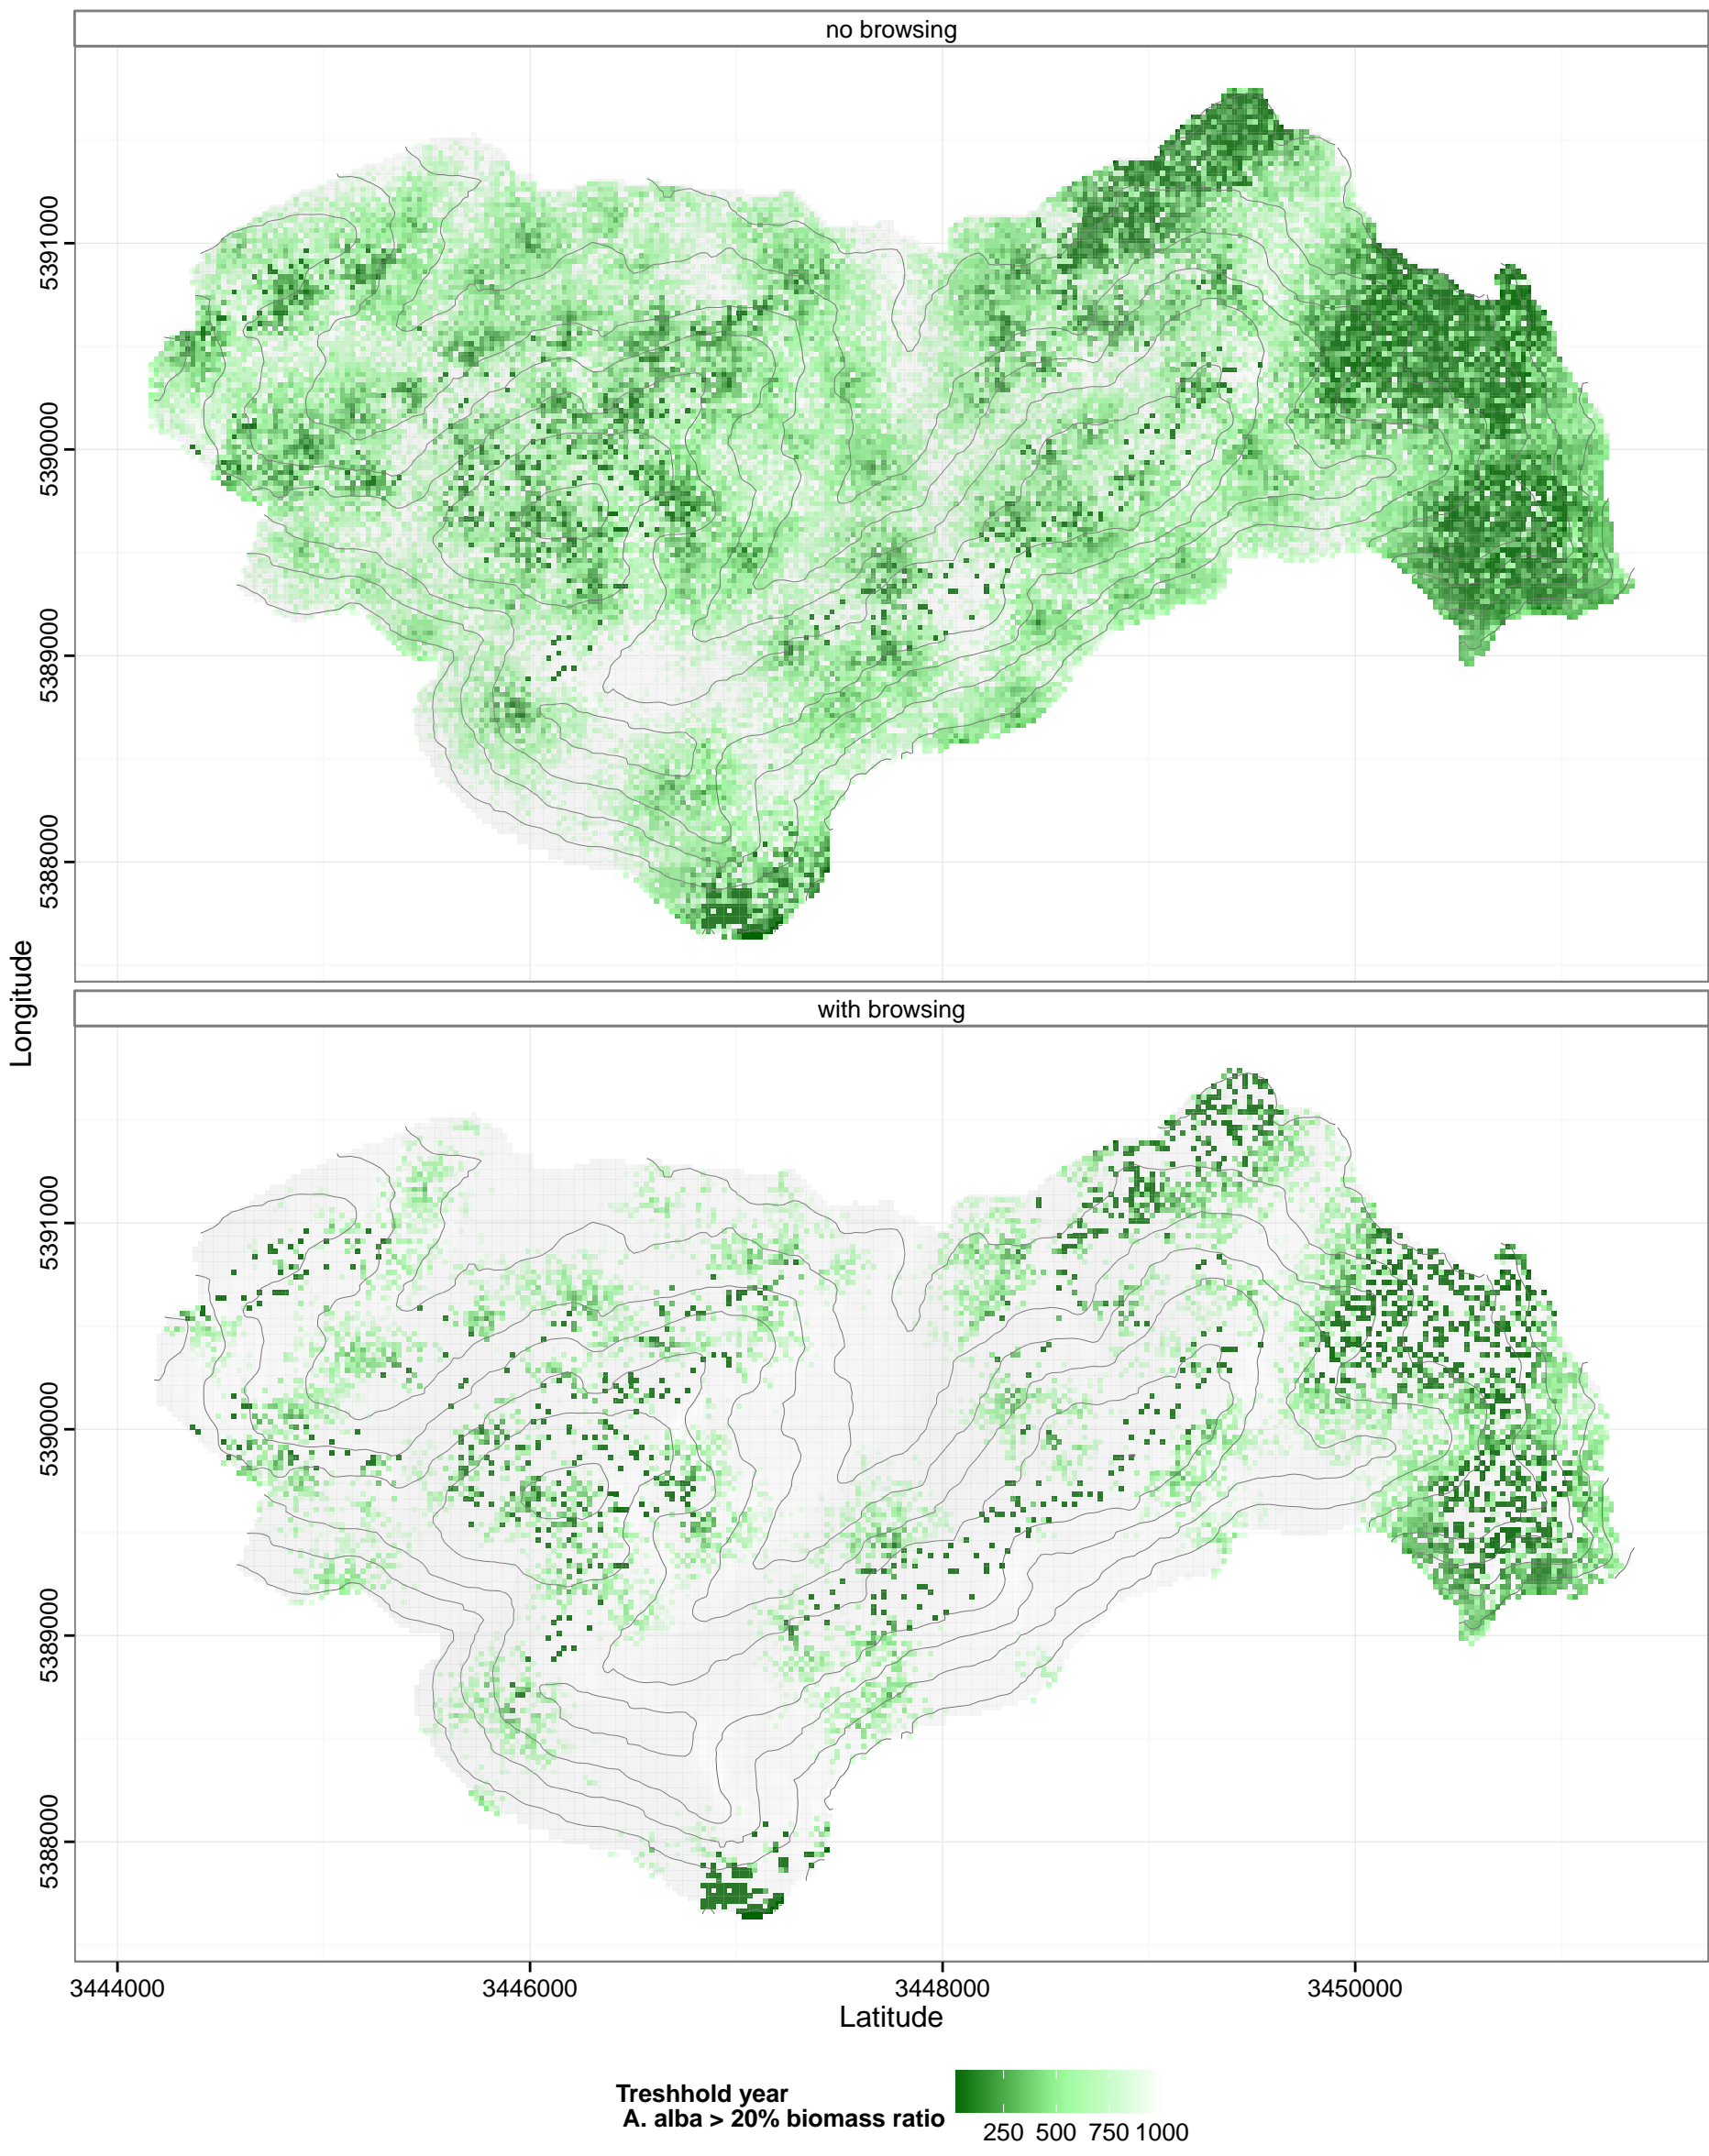 no browsing
5391000
5390000
5389000
5388000
Longitude
with browsing
5391000
5390000
5389000
5388000
3444000 3446000 3448000 3450000
Latitude
Treshhold year
A. alba > 20% biomass ratio
250 500 750 1000